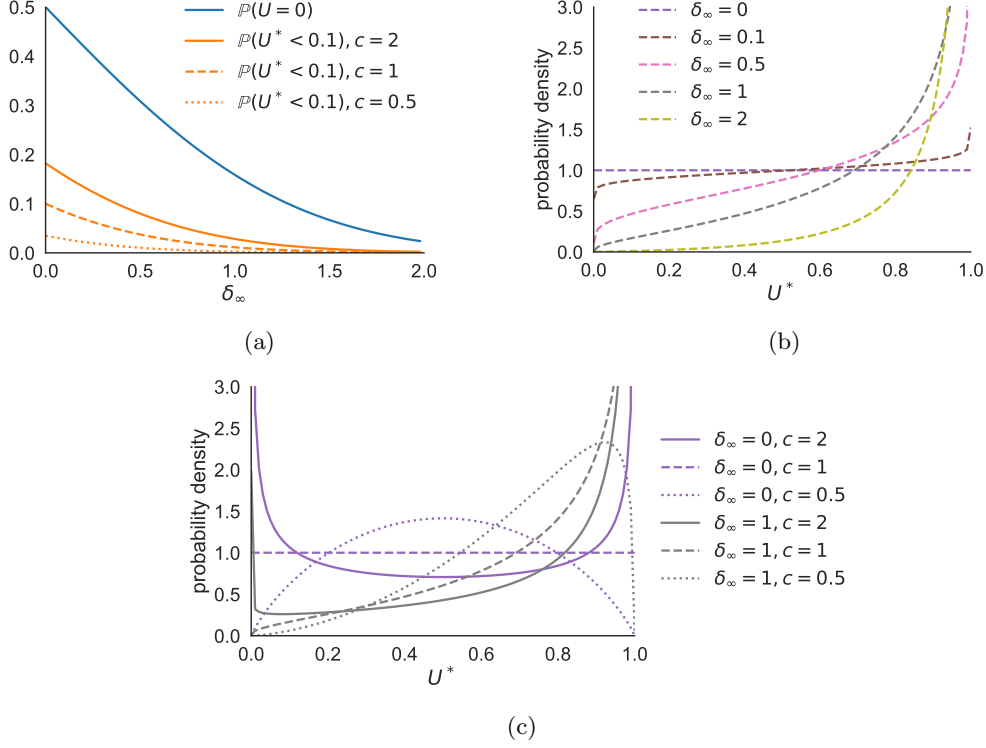 0.5
0.4
0.3
0.2
0.1
0.0
0.0 0.5 1.0 1.5 2.0
δ∞
ℙ(U = 0)
ℙ(U* < 0.1), c = 2
ℙ(U* < 0.1), c = 1
ℙ(U* < 0.1), c = 0.5
(a)
probability density
3.0
2.5
2.0
1.5
1.0
0.5
0.0
0.0 0.2 0.4 0.6 0.8 1.0
U*
δ∞ = 0
δ∞ = 0.1
δ∞ = 0.5
δ∞ = 1
δ∞ = 2
(b)
probability density
3.0
2.5
2.0
1.5
1.0
0.5
0.0
0.0 0.2 0.4 0.6 0.8 1.0
U*
δ∞ = 0, c = 2
δ∞ = 0, c = 1
δ∞ = 0, c = 0.5
δ∞ = 1, c = 2
δ∞ = 1, c = 1
δ∞ = 1, c = 0.5
(c)